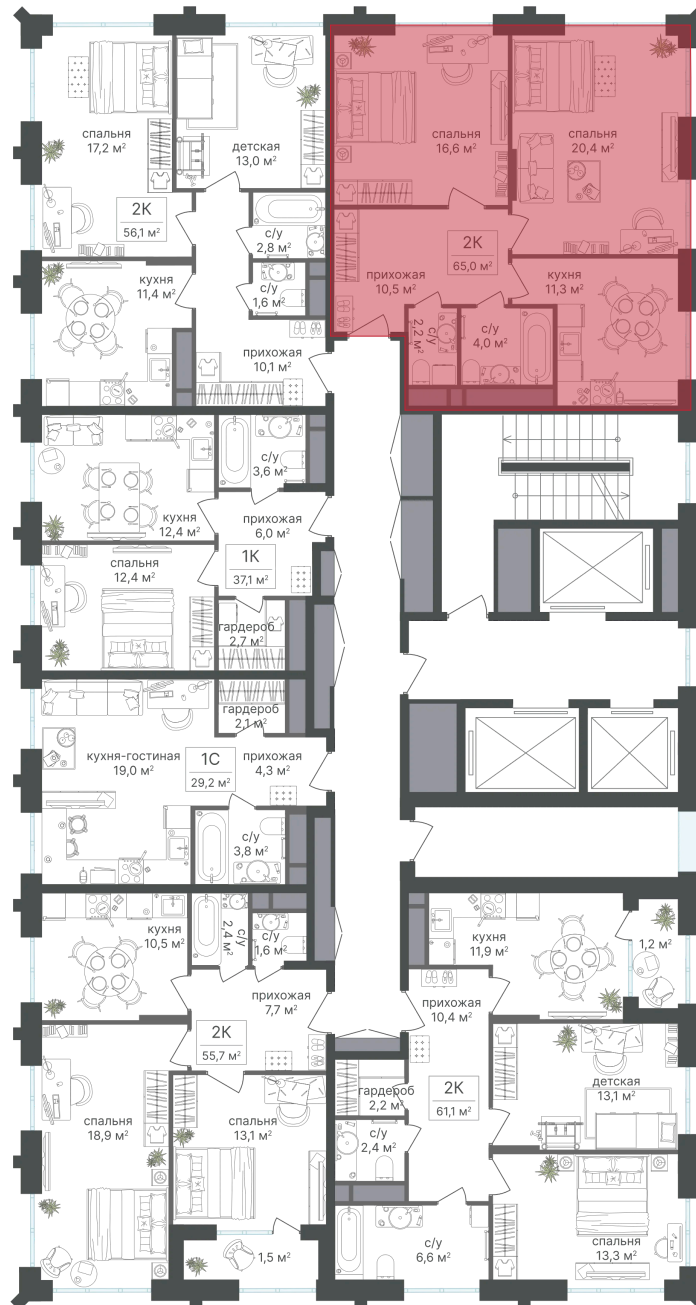 спальня
17,2 м²
детская
13,0 м²
2К
56,1 м²
с/у
2,8 м²
кухня
11,4 м²
с/у
1,6 м²
прихожая
10,1 м²
спальня
16,6 м²
спальня
20,4 м²
2К
65,0 м²
прихожая
10,5 м²
кухня
11,3 м²
с/у
2,2 м²
с/у
4,0 м²
с/у
3,6 м²
кухня
12,4 м²
прихожая
6,0 м²
спальня
12,4 м²
1К
37,1 м²
гардероб
2,7 м²
гардероб
2,1 м²
кухня-гостиная
19,0 м²
1С
29,2 м²
прихожая
4,3 м²
с/у
3,8 м²
кухня
10,5 м²
с/у
2,4 м²
с/у
1,6 м²
прихожая
7,7 м²
2К
55,7 м²
спальня
18,9 м²
спальня
13,1 м²
1,5 м²
кухня
11,9 м²
1,2 м²
прихожая
10,4 м²
гардероб
2,2 м²
2К
61,1 м²
детская
13,1 м²
с/у
2,4 м²
с/у
6,6 м²
спальня
13,3 м²